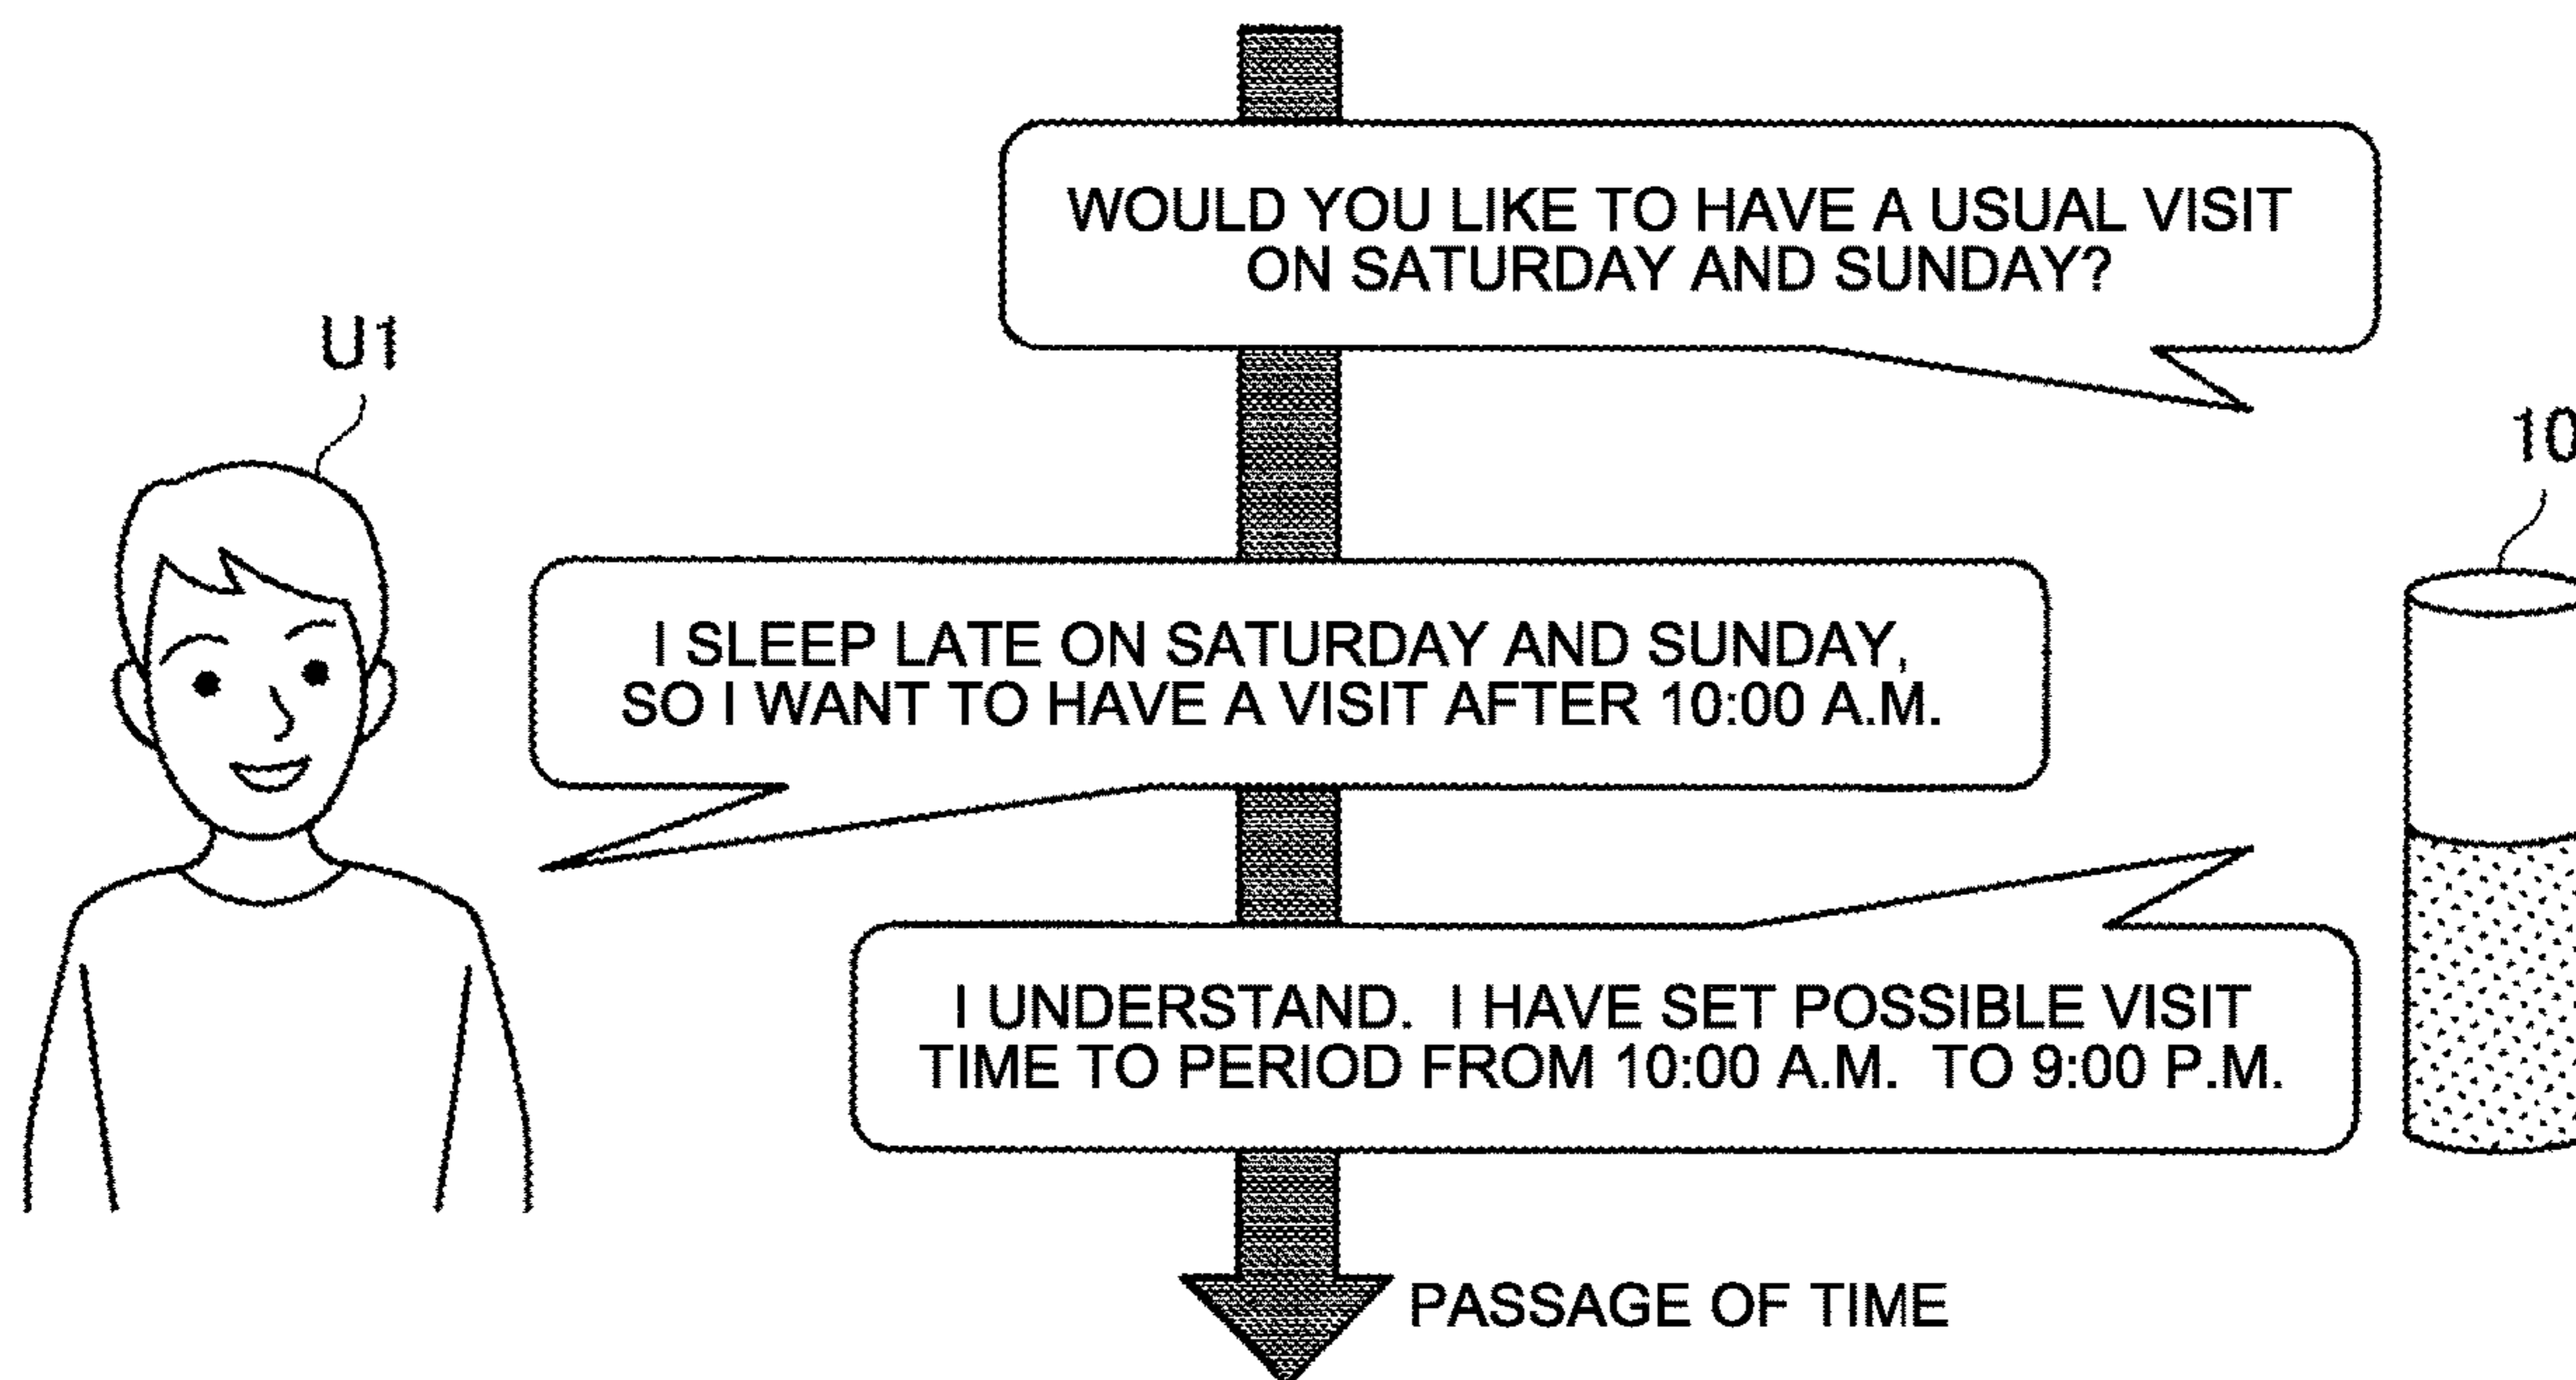 WOULD YOU LIKE TO HAVE A USUAL VISIT
ON SATURDAY AND SUNDAY?
U1
10
I SLEEP LATE ON SATURDAY AND SUNDAY,
SO I WANT TO HAVE A VISIT AFTER 10:00 A.M.
I UNDERSTAND. I HAVE SET POSSIBLE VISIT
TIME TO PERIOD FROM 10:00 A.M. TO 9:00 P.M.
PASSAGE OF TIME